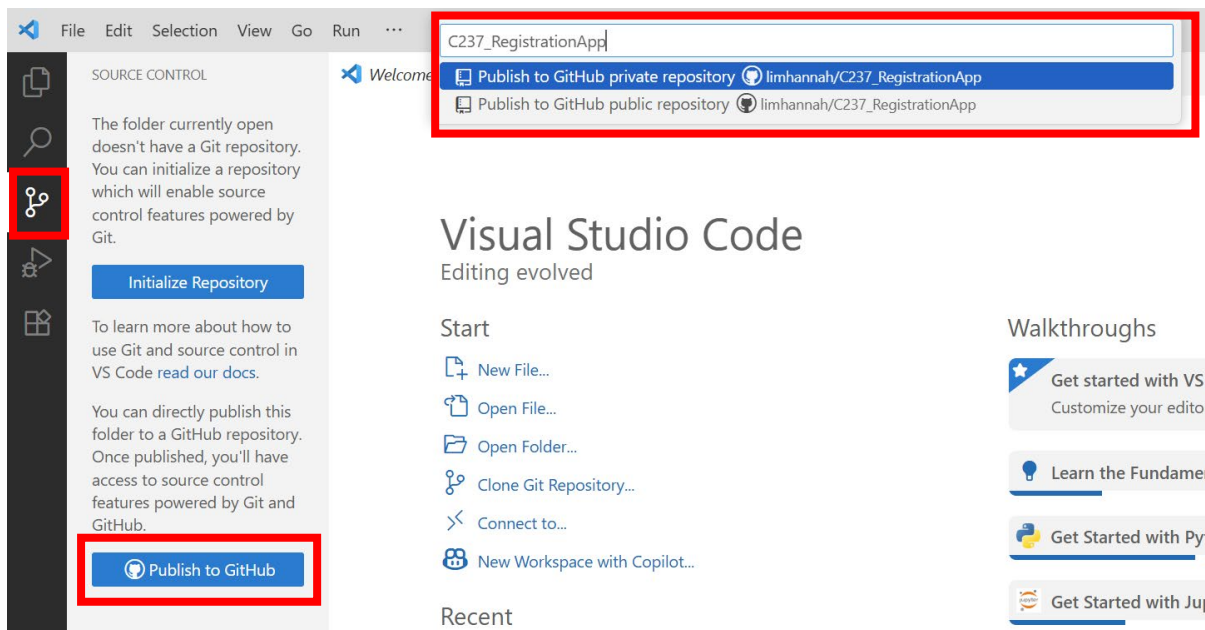 File Edit Selection View Go Run ...
C237_RegistrationApp
Publish to GitHub private repository limhannah/C237_RegistrationApp
Publish to GitHub public repository limhannah/C237_RegistrationApp
SOURCE CONTROL
Welcome
The folder currently open
doesn't have a Git repository.
You can initialize a repository
which will enable source
control features powered by
Git.
Initialize Repository
To learn more about how to
use Git and source control in
VS Code read our docs.
You can directly publish this
folder to a GitHub repository.
Once published, you'll have
access to source control
features powered by Git and
GitHub.
Publish to GitHub
Visual Studio Code
Editing evolved
Start
New File...
Open File...
Open Folder...
Clone Git Repository...
Connect to...
New Workspace with Copilot...
Recent
Walkthroughs
Get started with VS
Customize your edito
Learn the Fundame
Get Started with Py
Get Started with Ju